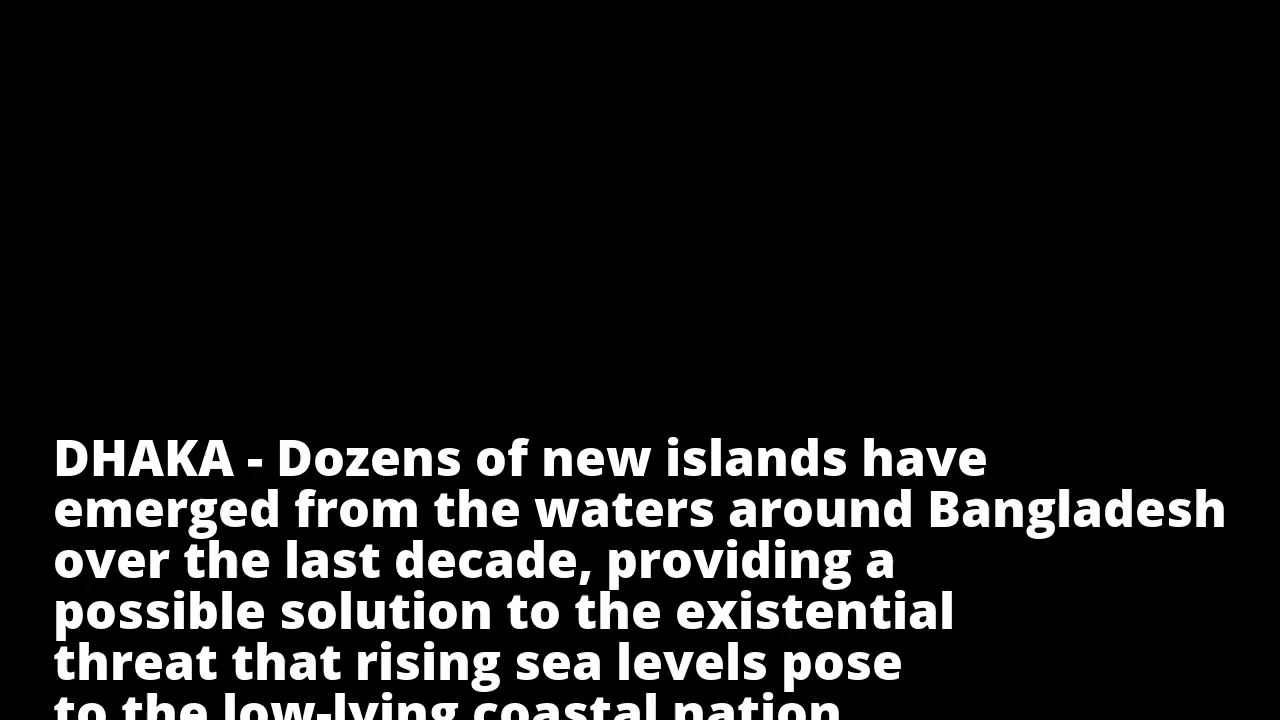 DHAKA - Dozens of new islands have
emerged from the waters around Bangladesh
over the last decade, providing a
possible solution to the existential
threat that rising sea levels pose
to the low-lying coastal nation